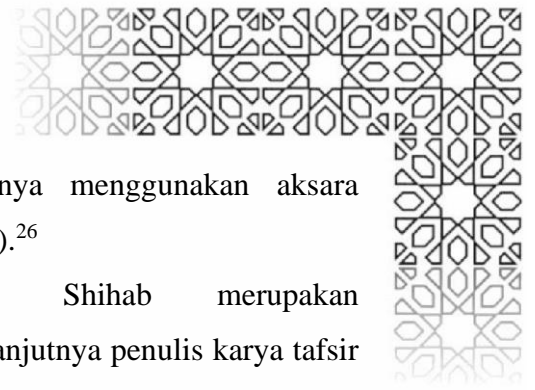 nya menggunakan aksara
).26
Shihab merupakan
anjutnya penulis karya tafsir